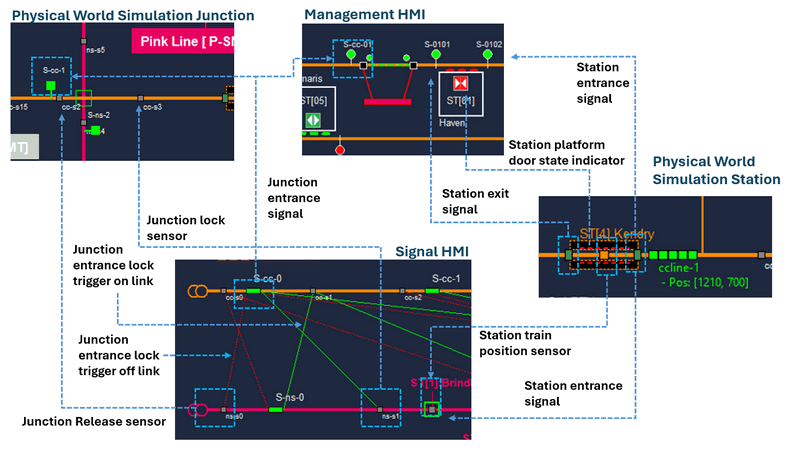 Physical World Simulation Junction
Management HMI
ns-s5
Pink Line [ P-SM
S-cc-1
c-s15
cc-s2
cc-s3
S-ns-2
MT]
S-cc-01
S-0101
S-0102
maris
ST[05]
ST[01]
Haven
Station
entrance
signal
Station platform
door state indicator
Physical World
Simulation Station
Station exit
signal
Junction
entrance
signal
ST[4] Kendry
ccline-1
- Pos: [1210, 700]
cc
Junction lock
sensor
Signal HMI
Junction
entrance lock
trigger on link
S-cc-0
S-cc-1
cc-s0
cc-s1
cc-s2
Junction
entrance lock
trigger off link
Station train
position sensor
ST[1] Brind
S-ns-0
ns-s0
ns-s1
Station entrance
signal
Junction Release sensor